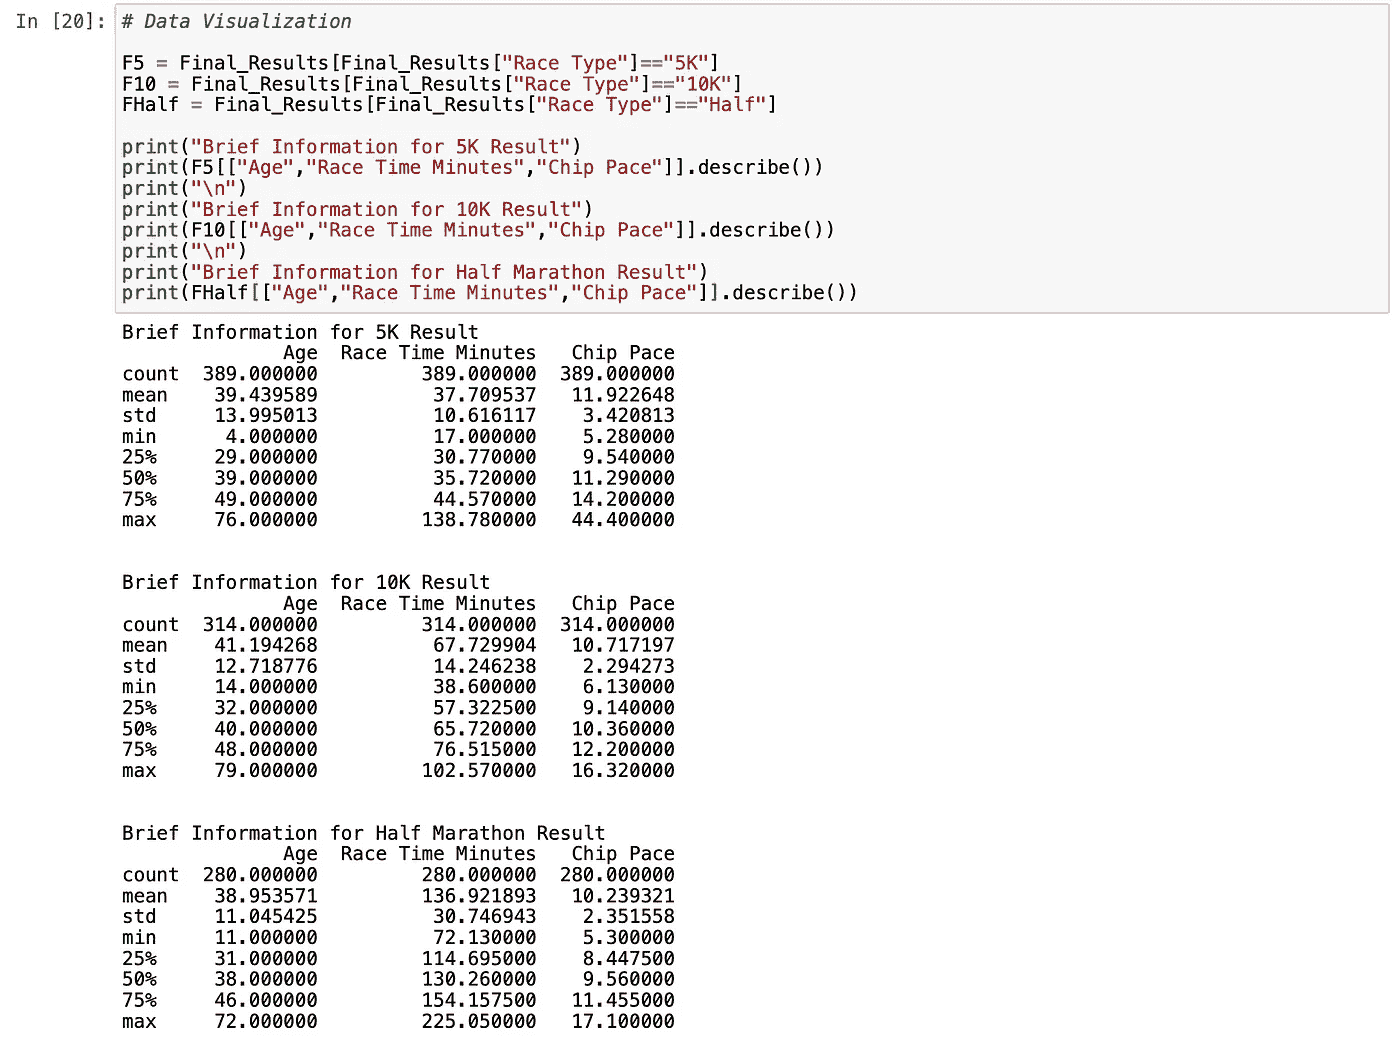 In [20]: # Data Visualization
F5 = Final_Results[Final_Results["Race Type"]=="5K"]
F10 = Final_Results[Final_Results["Race Type"]=="10K"]
FHalf = Final_Results[Final_Results["Race Type"]=="Half"]
print("Brief Information for 5K Result")
print(F5[["Age","Race Time Minutes","Chip Pace"]].describe())
print("\n")
print("Brief Information for 10K Result")
print(F10[["Age","Race Time Minutes","Chip Pace"]].describe())
print("\n")
print("Brief Information for Half Marathon Result")
print(FHalf[["Age","Race Time Minutes","Chip Pace"]].describe())
Brief Information for 5K Result
Age Race Time Minutes Chip Pace
count 389.000000 389.000000 389.000000
mean 39.439589 37.709537 11.922648
std 13.995013 10.616117 3.420813
min 4.000000 17.000000 5.280000
25% 29.000000 30.770000 9.540000
50% 39.000000 35.720000 11.290000
75% 49.000000 44.570000 14.200000
max 76.000000 138.780000 44.400000
Brief Information for 10K Result
Age Race Time Minutes Chip Pace
count 314.000000 314.000000 314.000000
mean 41.194268 67.729904 10.717197
std 12.718776 14.246238 2.294273
min 14.000000 38.600000 6.130000
25% 32.000000 57.322500 9.140000
50% 40.000000 65.720000 10.360000
75% 48.000000 76.515000 12.200000
max 79.000000 102.570000 16.320000
Brief Information for Half Marathon Result
Age Race Time Minutes Chip Pace
count 280.000000 280.000000 280.000000
mean 38.953571 136.921893 10.239321
std 11.045425 30.746943 2.351558
min 11.000000 72.130000 5.300000
25% 31.000000 114.695000 8.447500
50% 38.000000 130.260000 9.560000
75% 46.000000 154.157500 11.455000
max 72.000000 225.050000 17.100000